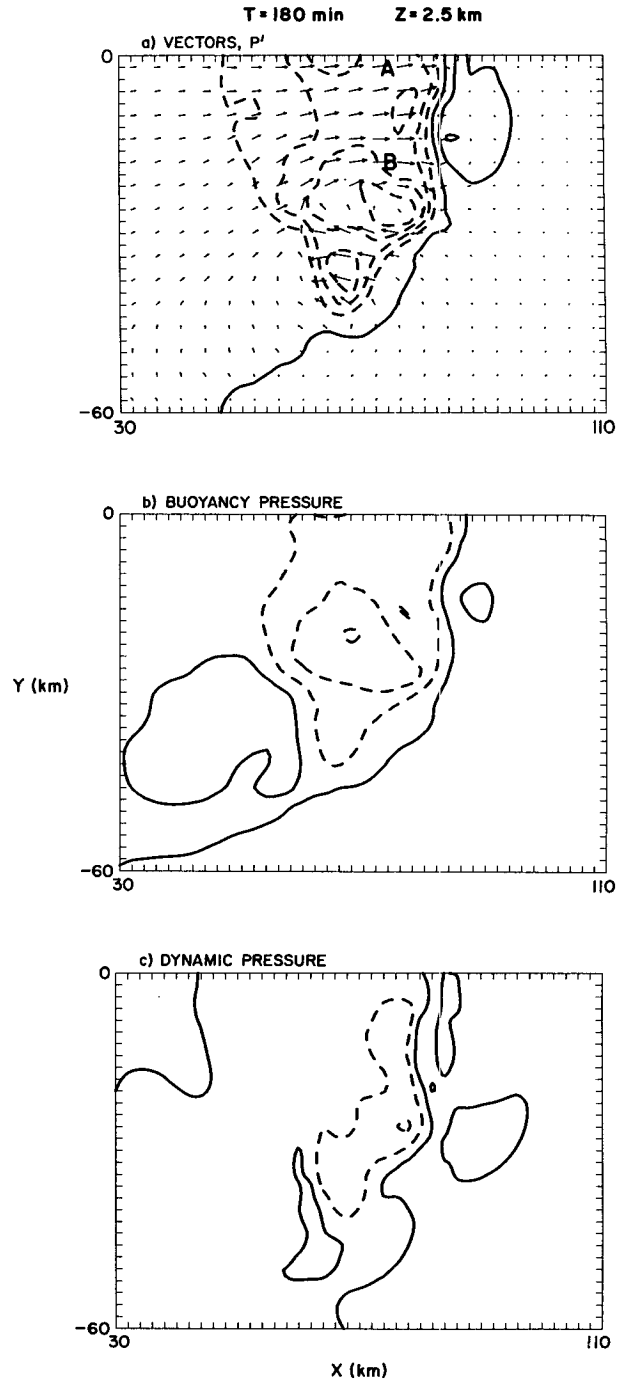 T = 180 min Z = 2.5 km
a) VECTORS, P'
0
A
B
-60
30 110
b) BUOYANCY PRESSURE
0
Y (km)
-60
30 110
c) DYNAMIC PRESSURE
0
-60
30 110
X (km)